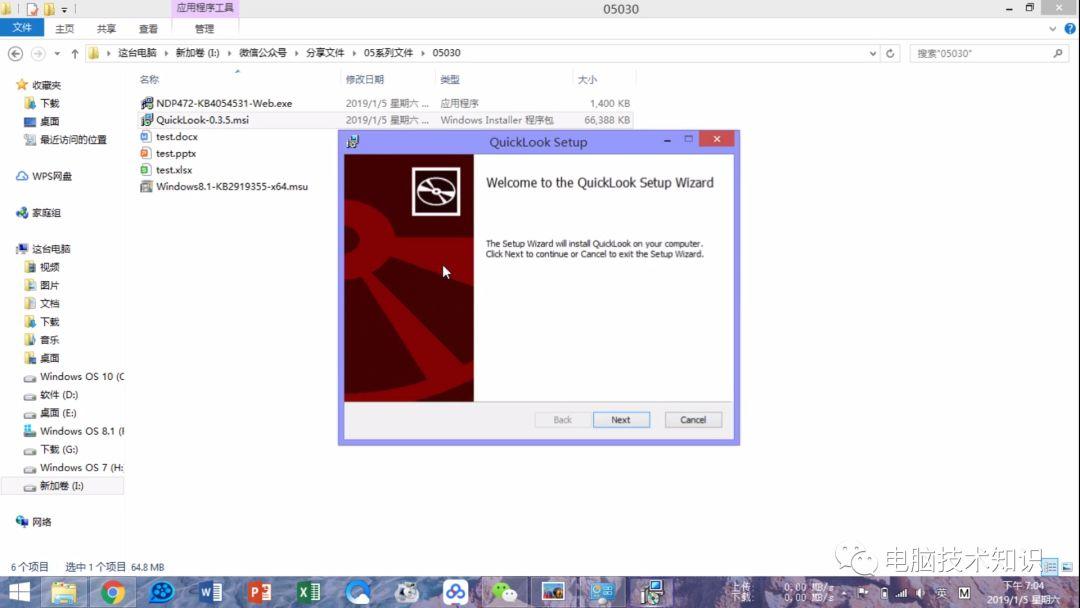 应用程序工具
05030
文件 主页 共享 查看 管理
这台电脑 新加卷 (I:) 微信公众号 分享文件 05系列文件 05030
搜索"05030"
名称 修改日期 类型 大小
NDP472-KB4054531-Web.exe 2019/1/5 星期六 ... 应用程序 1,400 KB
QuickLook-0.3.5.msi 2019/1/5 星期六 ... Windows Installer 程序包 66,388 KB
test.docx
test.pptx
test.xlsx
Windows8.1-KB2919355-x64.msu
收藏夹
下载
桌面
最近访问的位置
WPS网盘
家庭组
这台电脑
视频
图片
文档
下载
音乐
桌面
Windows OS 10 (C
软件 (D:)
桌面 (E:)
Windows OS 8.1 (F
下载 (G:)
Windows OS 7 (H:
新加卷 (I:)
网络
QuickLook Setup
Welcome to the QuickLook Setup Wizard
The Setup Wizard will install QuickLook on your computer.
Click Next to continue or Cancel to exit the Setup Wizard.
Back Next Cancel
6 个项目 选中 1 个项目 64.8 MB
电脑技术知识
上传: 0.00 MB/s
下载: 0.00 MB/s
英 M
下午 7:04
2019/1/5 星期六